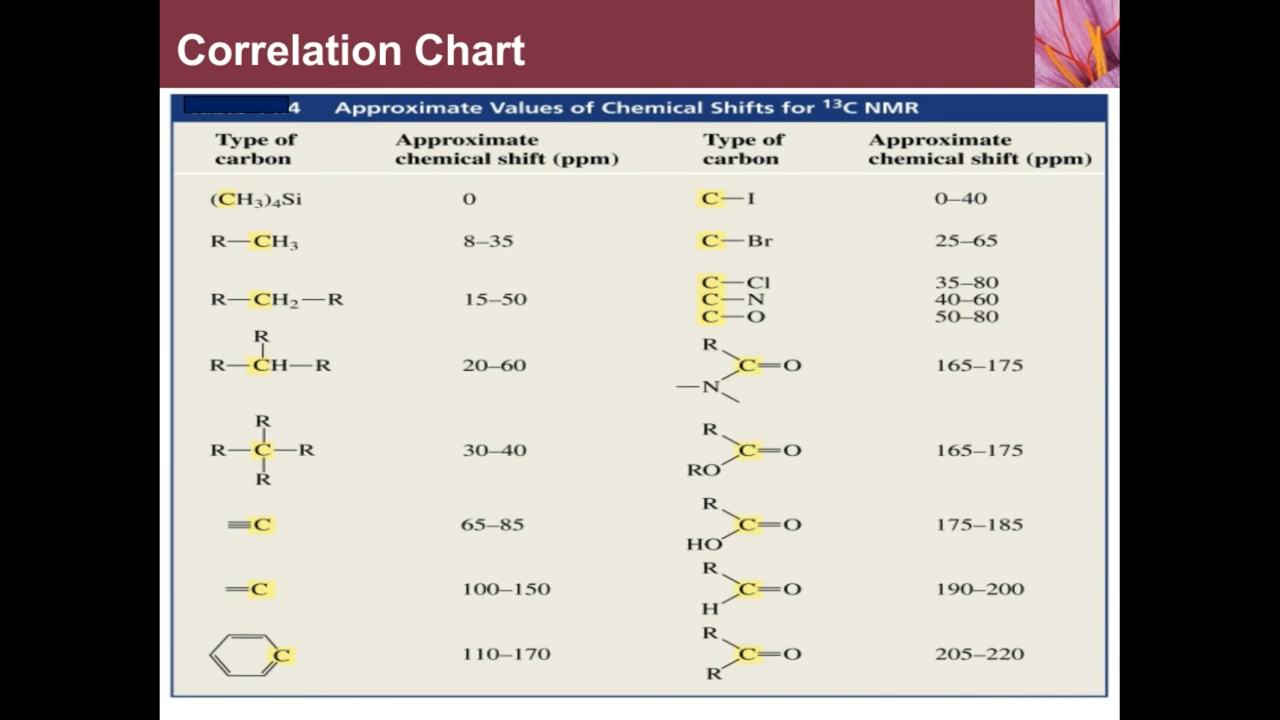 Correlation Chart
4 Approximate Values of Chemical Shifts for ¹³C NMR
Type of carbon Approximate chemical shift (ppm) Type of carbon Approximate chemical shift (ppm)
(CH₃)₄Si 0 C—I 0–40
R—CH₃ 8–35 C—Br 25–65
C—Cl 35–80
R—CH₂—R 15–50 C—N 40–60
C—O 50–80
R
R—CH—R 20–60
R
C=O 165–175
—N
R
R—C—R 30–40
R
R
C=O 165–175
RO
≡C 65–85
R
C=O 175–185
HO
=C 100–150
R
C=O 190–200
H
C 110–170
R
C=O 205–220
R